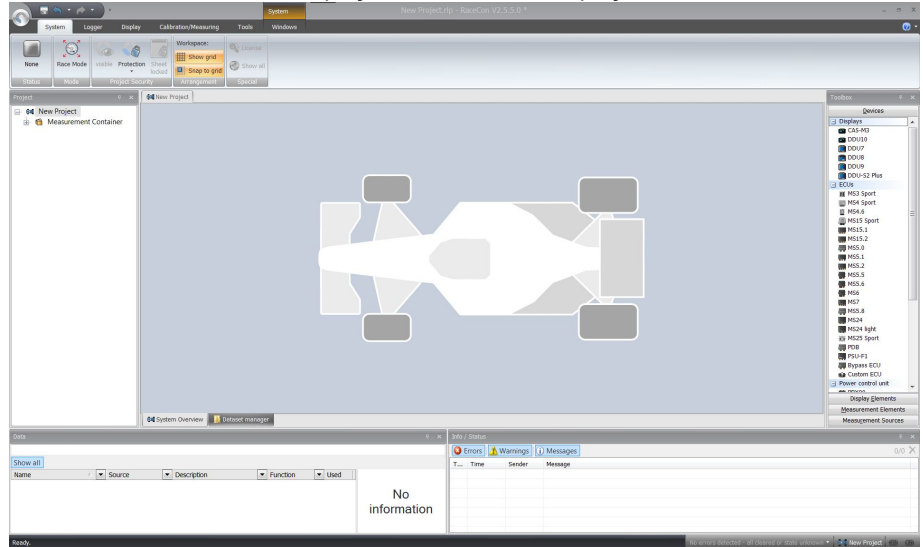 System
New Project.rlp - RaceCon V2.5.5.0 *
System
Logger
Display
Calibration/Measuring
Tools
Windows
None
Race Mode
visible
Protection
Sheet
locked
Workspace:
Show grid
Snap to grid
License
Show all
Status
Mode
Project Security
Arrangement
Special
Project
New Project
Measurement Container
New Project
System Overview
Dataset manager
Toolbox
Devices
Displays
CAS-M3
DDU10
DDU7
DDU8
DDU9
DDU-S2 Plus
ECUs
MS3 Sport
MS4 Sport
MS4.6
MS15 Sport
MS15.1
MS15.2
MS5.0
MS5.1
MS5.2
MS5.5
MS5.6
MS6
MS7
MS5.8
MS24
MS24 light
MS25 Sport
PDB
PSU-F1
Bypass ECU
Custom ECU
Power control unit
Display Elements
Measurement Elements
Measurement Sources
Data
Show all
Name
Source
Description
Function
Used
No
information
Info / Status
Errors
Warnings
Messages
0/0
T...
Time
Sender
Message
Ready.
No errors detected - all cleared or state unknown
New Project